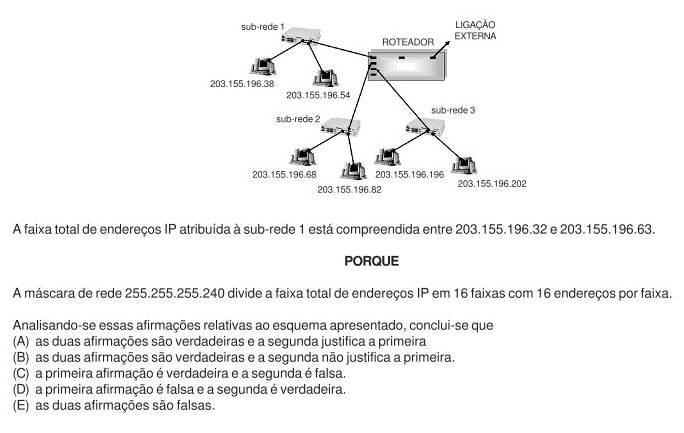 sub-rede 1
LIGAÇÃO
EXTERNA
ROTEADOR
203.155.196.38
203.155.196.54
sub-rede 2
sub-rede 3
203.155.196.68
203.155.196.82
203.155.196.196
203.155.196.202
A faixa total de endereços IP atribuída à sub-rede 1 está compreendida entre 203.155.196.32 e 203.155.196.63.
PORQUE
A máscara de rede 255.255.255.240 divide a faixa total de endereços IP em 16 faixas com 16 endereços por faixa.
Analisando-se essas afirmações relativas ao esquema apresentado, conclui-se que
(A) as duas afirmações são verdadeiras e a segunda justifica a primeira
(B) as duas afirmações são verdadeiras e a segunda não justifica a primeira.
(C) a primeira afirmação é verdadeira e a segunda é falsa.
(D) a primeira afirmação é falsa e a segunda é verdadeira.
(E) as duas afirmações são falsas.